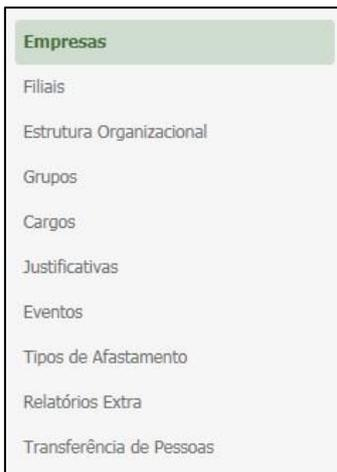 Empresas
Filiais
Estrutura Organizacional
Grupos
Cargos
Justificativas
Eventos
Tipos de Afastamento
Relatórios Extra
Transferência de Pessoas